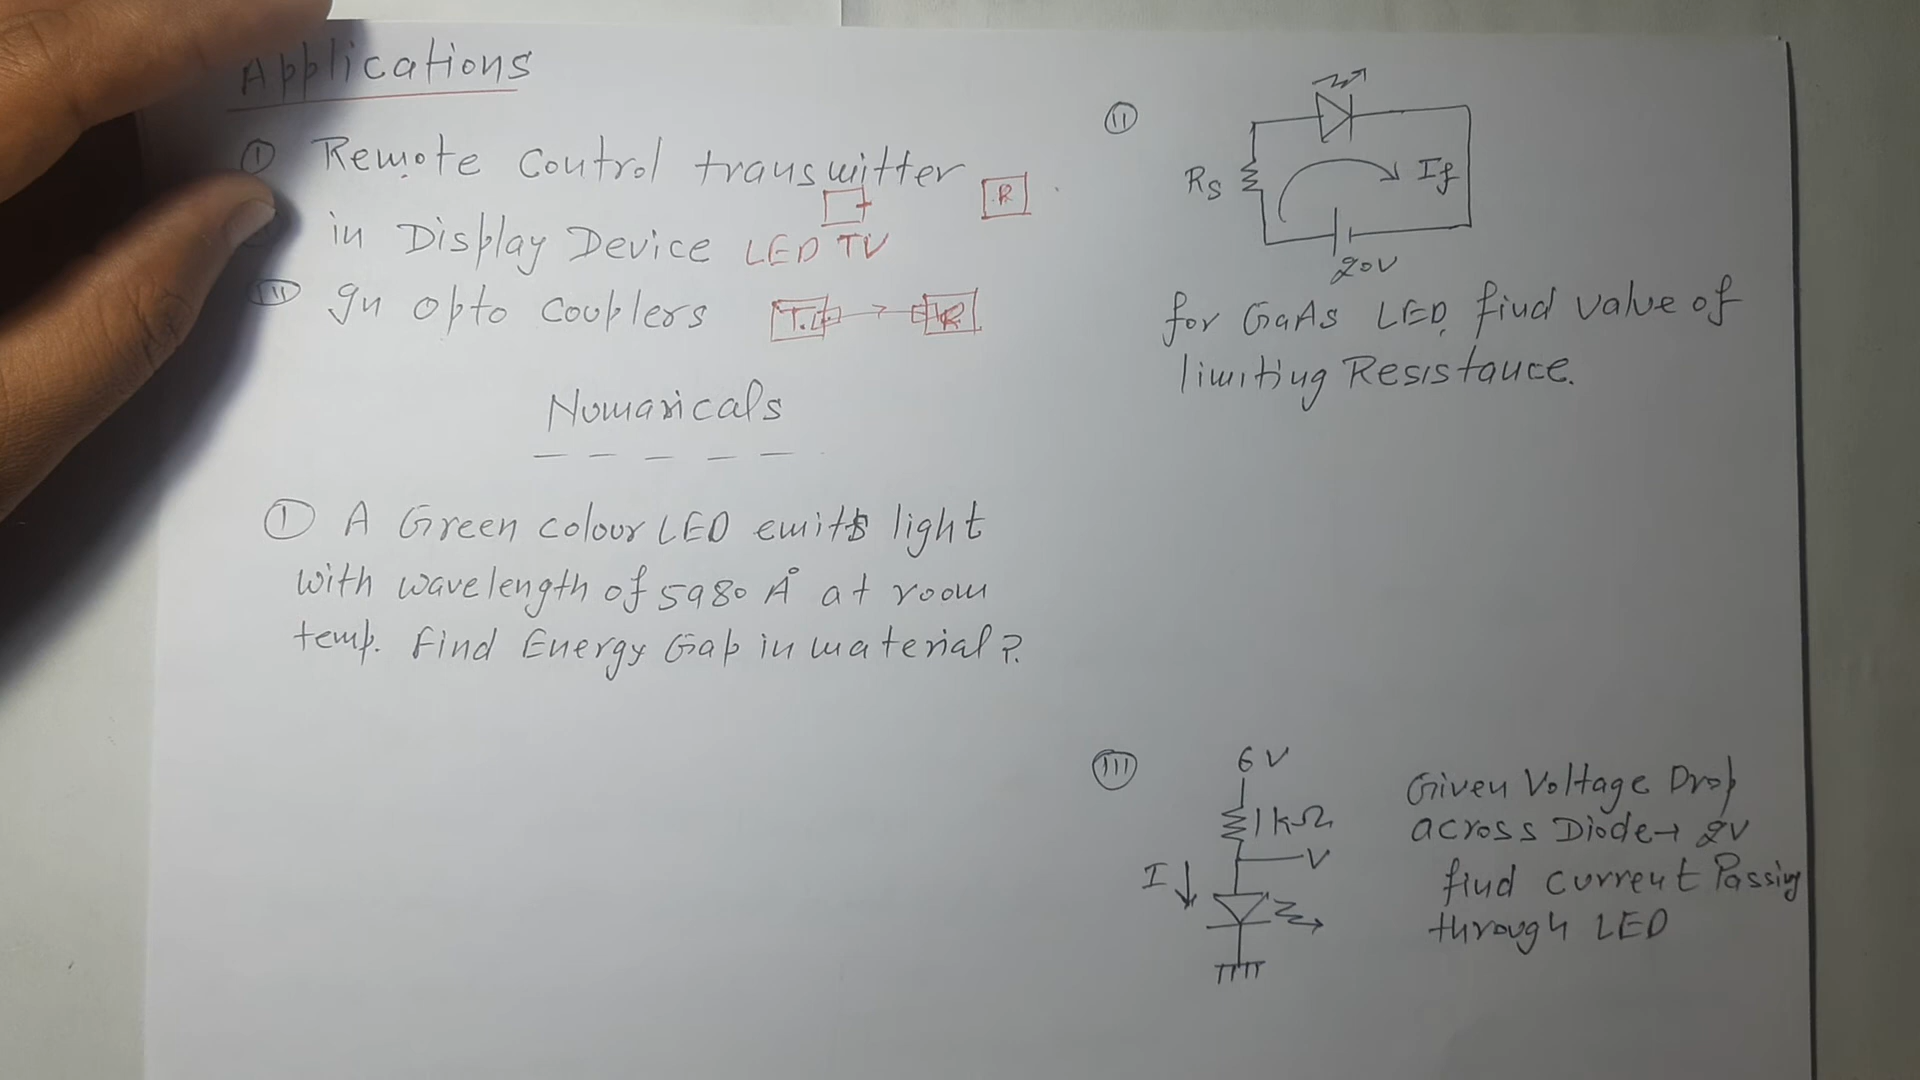 Applications
① Remote Control transmitter
R
in Display Device LED TV
(III) In opto couplers T.L → R
Numaricals
① A Green colour LED emits light
with wavelength of 5980 Å at room
temp. Find Energy Gap in material?
(II)
Rs If
20V
for GaAs LED, find value of
limiting Resistance.
(III)
6V
1kΩ
V
I↓
Given Voltage Drop
across Diode→ 2V
find current Passing
through LED